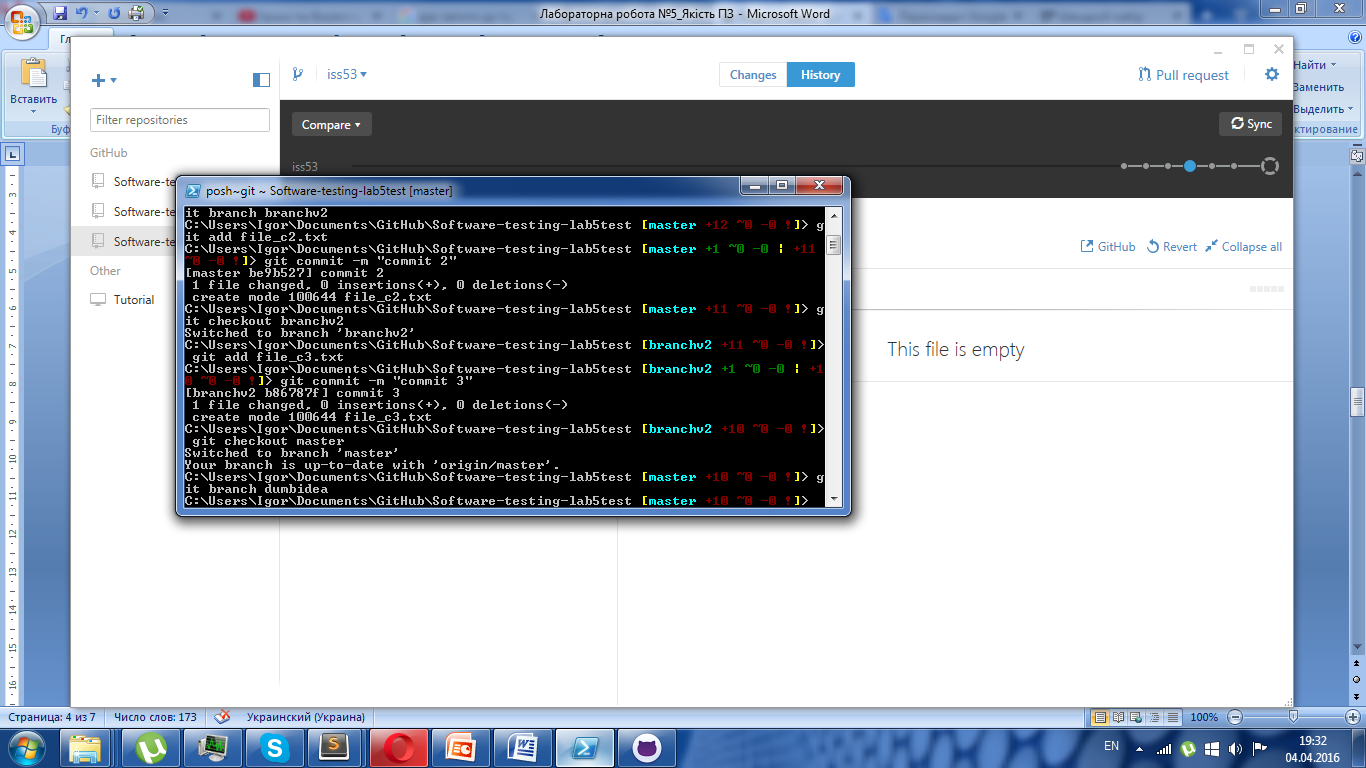 Лабораторна робота №5_Якість ПЗ - Microsoft Word
Вставить
Найти
Заменить
Выделить
iss53
Changes
History
Pull request
Filter repositories
GitHub
Compare
Sync
iss53
Software-te
Software-te
Software-te
Other
Tutorial
GitHub
Revert
Collapse all
This file is empty
posh~git ~ Software-testing-lab5test [master]
it branch branchv2
C:\Users\Igor\Documents\GitHub\Software-testing-lab5test [master +12 ~0 -0 !]> g
it add file_c2.txt
C:\Users\Igor\Documents\GitHub\Software-testing-lab5test [master +1 ~0 -0 | +11
~0 -0 !]> git commit -m "commit 2"
[master be9b527] commit 2
1 file changed, 0 insertions(+), 0 deletions(-)
create mode 100644 file_c2.txt
C:\Users\Igor\Documents\GitHub\Software-testing-lab5test [master +11 ~0 -0 !]> g
it checkout branchv2
Switched to branch 'branchv2'
C:\Users\Igor\Documents\GitHub\Software-testing-lab5test [branchv2 +11 ~0 -0 !]>
git add file_c3.txt
C:\Users\Igor\Documents\GitHub\Software-testing-lab5test [branchv2 +1 ~0 -0 | +1
0 ~0 -0 !]> git commit -m "commit 3"
[branchv2 b86787f] commit 3
1 file changed, 0 insertions(+), 0 deletions(-)
create mode 100644 file_c3.txt
C:\Users\Igor\Documents\GitHub\Software-testing-lab5test [branchv2 +10 ~0 -0 !]>
git checkout master
Switched to branch 'master'
Your branch is up-to-date with 'origin/master'.
C:\Users\Igor\Documents\GitHub\Software-testing-lab5test [master +10 ~0 -0 !]> g
it branch dumbidea
C:\Users\Igor\Documents\GitHub\Software-testing-lab5test [master +10 ~0 -0 !]>
Страница: 4 из 7
Число слов: 173
Украинский (Украина)
100%
EN
19:32
04.04.2016